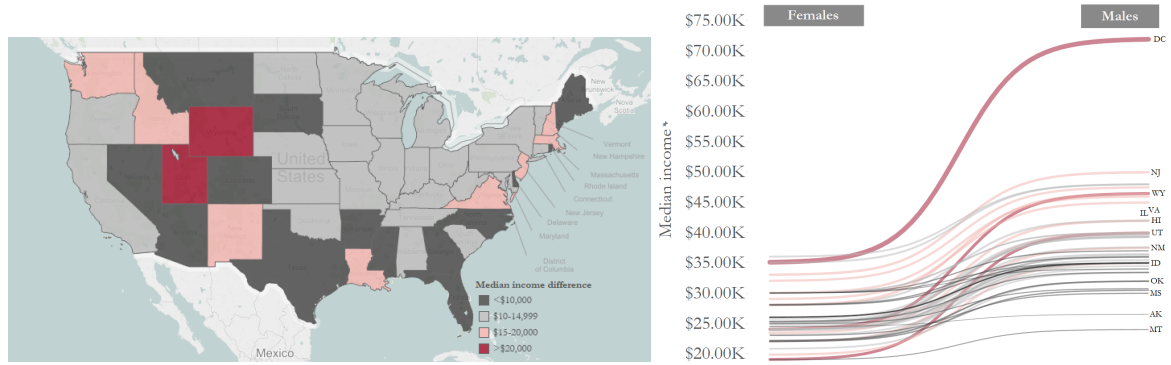 New
Brunswick
Nova
Scotia
United
States
Vermont
New Hampshire
Massachusetts
Rhode Island
Connecticut
New Jersey
Delaware
Maryland
District
of Columbia
Mexico
Median income difference
<$10,000
$10-14,999
$15-20,000
>$20,000
Females
Males
Median income*
$75.00K
$70.00K
$65.00K
$60.00K
$55.00K
$50.00K
$45.00K
$40.00K
$35.00K
$30.00K
$25.00K
$20.00K
DC
NJ
WY
IL VA
HI
UT
NM
ID
OK
MS
AK
MT